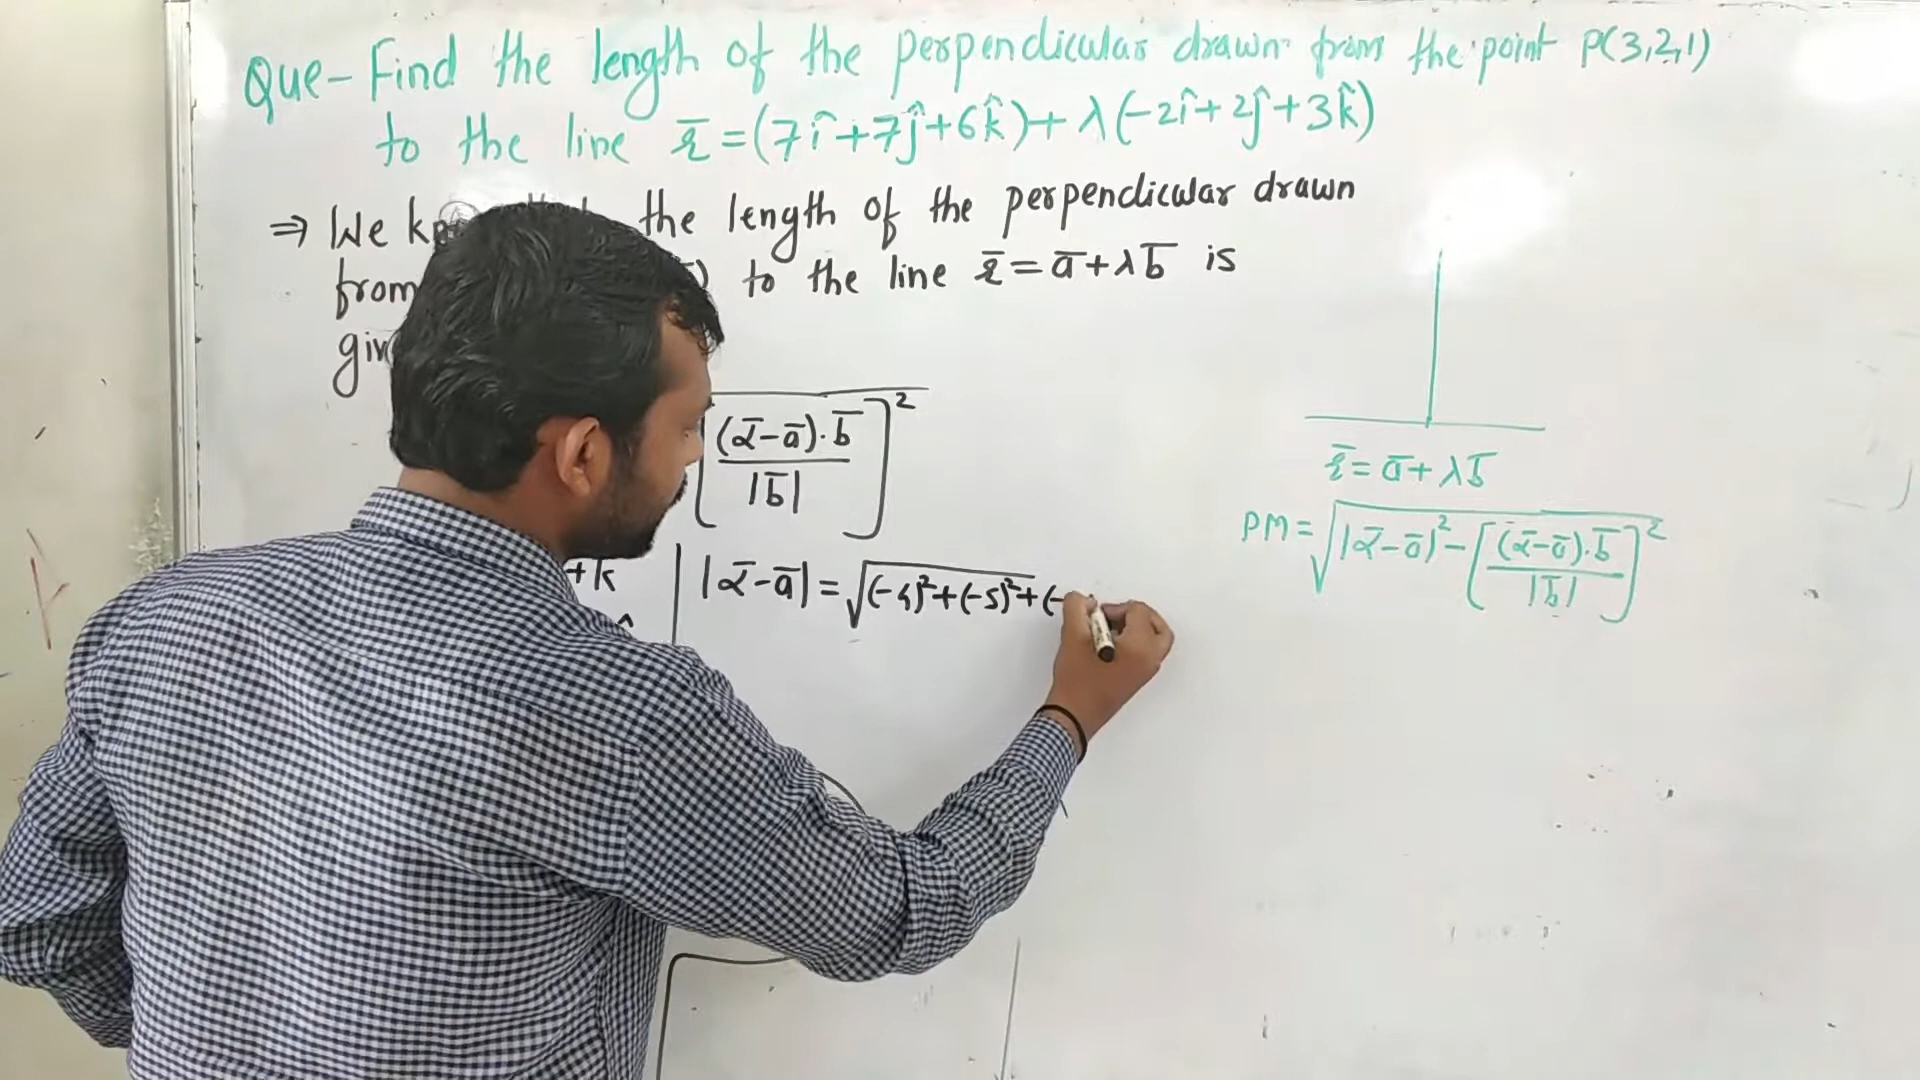 Que- Find the length of the perpendicular drawn from the point P(3,2,1)
to the line r̄ = (7î+7ĵ+6k̂)+ λ(-2î+2ĵ+3k̂)
⇒ We the length of the perpendicular drawn
from to the line r̄ = ā+λb̄ is
[(ᾱ-ā)·b̄ / |b̄|]²
+k
|ᾱ-ā| = √(-4)²+(-5)²+(-
r̄ = ā+ λb̄
PM = √|ᾱ-ā|² - [(ᾱ-ā)·b̄ / |b̄|]²